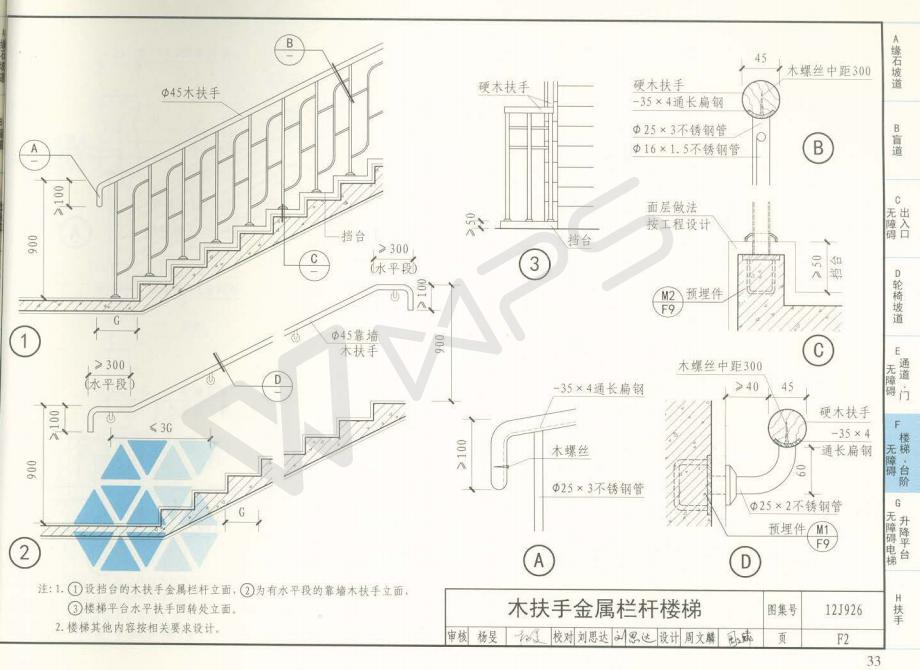 B
—
Φ45木扶手
A
—
≥100
900
挡台
C
—
G
1
≥300
(水平段)
≥100
Φ45靠墙
木扶手
900
≥300
(水平段)
D
—
≥100
≤3G
900
G
2
硬木扶手
≥50
挡台
3
45
木螺丝中距300
硬木扶手
-35×4通长扁钢
Φ25×3不锈钢管
Φ16×1.5不锈钢管
B
面层做法
按工程设计
≥50
挡台
M2
F9
预埋件
C
-35×4通长扁钢
≥100
木螺丝
Φ25×3不锈钢管
A
木螺丝中距300
≥40
45
硬木扶手
-35×4
通长扁钢
60
Φ25×2不锈钢管
预埋件
M1
F9
D
WPS
注: 1. ①设挡台的木扶手金属栏杆立面,②为有水平段的靠墙木扶手立面,
③楼梯平台水平扶手回转处立面。
2. 楼梯其他内容按相关要求设计。
木扶手金属栏杆楼梯
图集号
12J926
审核 杨旻 校对 刘思达 刘思达 设计 周文麟
页
F2
33
A
缘石坡道
B
盲道
C
无障碍
出入口
D
轮椅坡道
E
无障碍
通道·门
F
无障碍
楼梯·台阶
G
无障碍电梯
升降平台
H
扶手